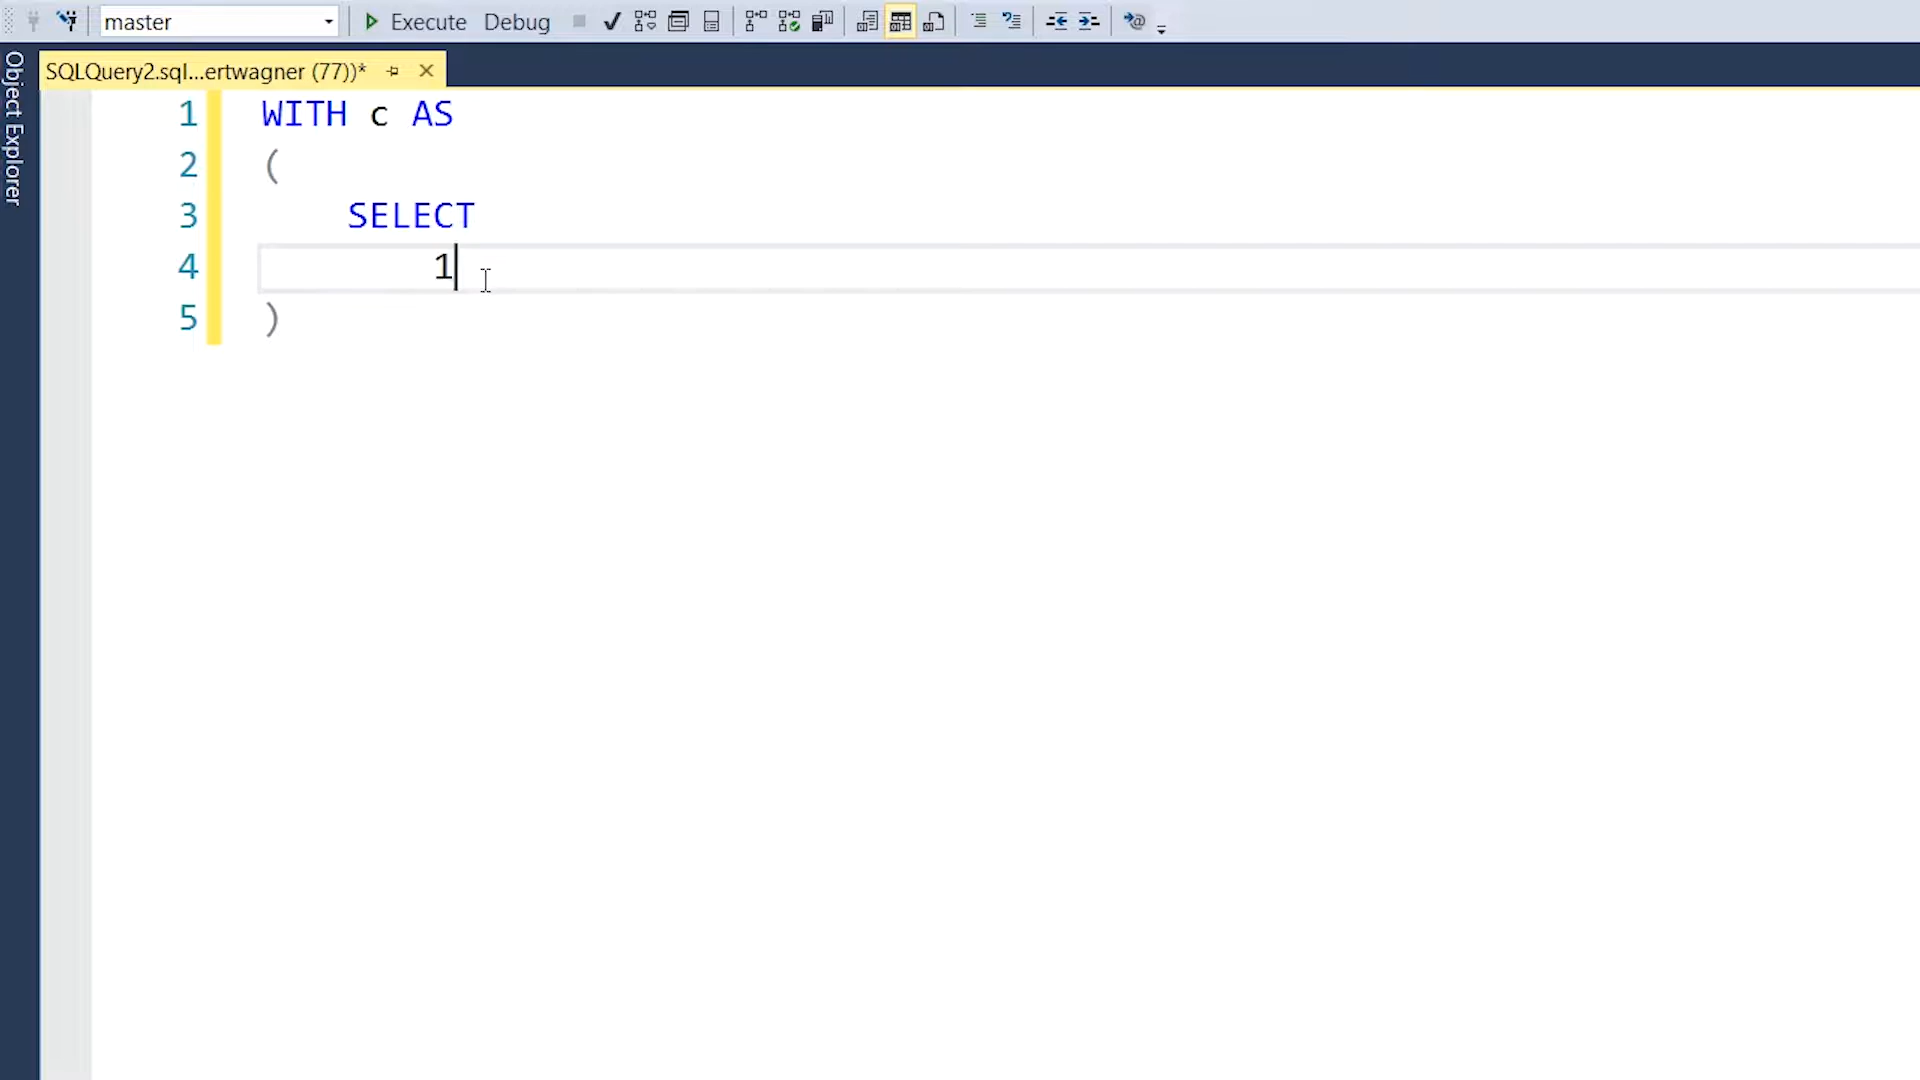 master Execute Debug
Object Explorer
SQLQuery2.sql...ertwagner (77))*
1 WITH c AS
2 (
3 SELECT
4 1
5 )